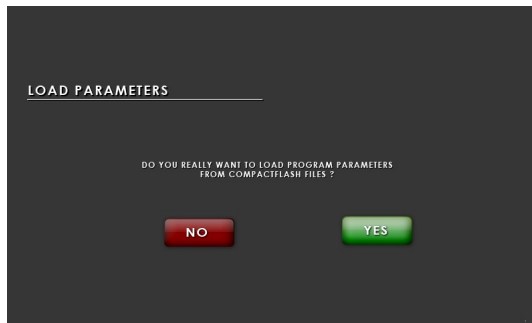 LOAD PARAMETERS
DO YOU REALLY WANT TO LOAD PROGRAM PARAMETERS
FROM COMPACTFLASH FILES ?
NO
YES